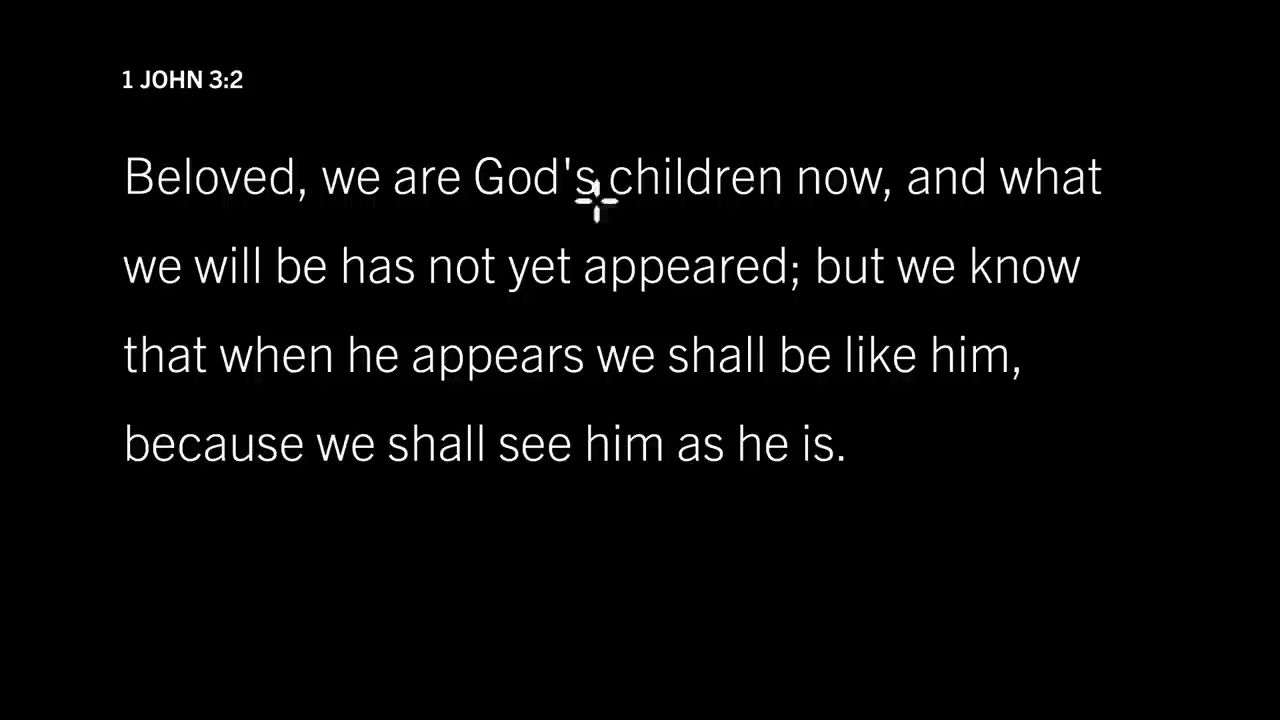 1 JOHN 3:2
Beloved, we are God's children now, and what
we will be has not yet appeared; but we know
that when he appears we shall be like him,
because we shall see him as he is.